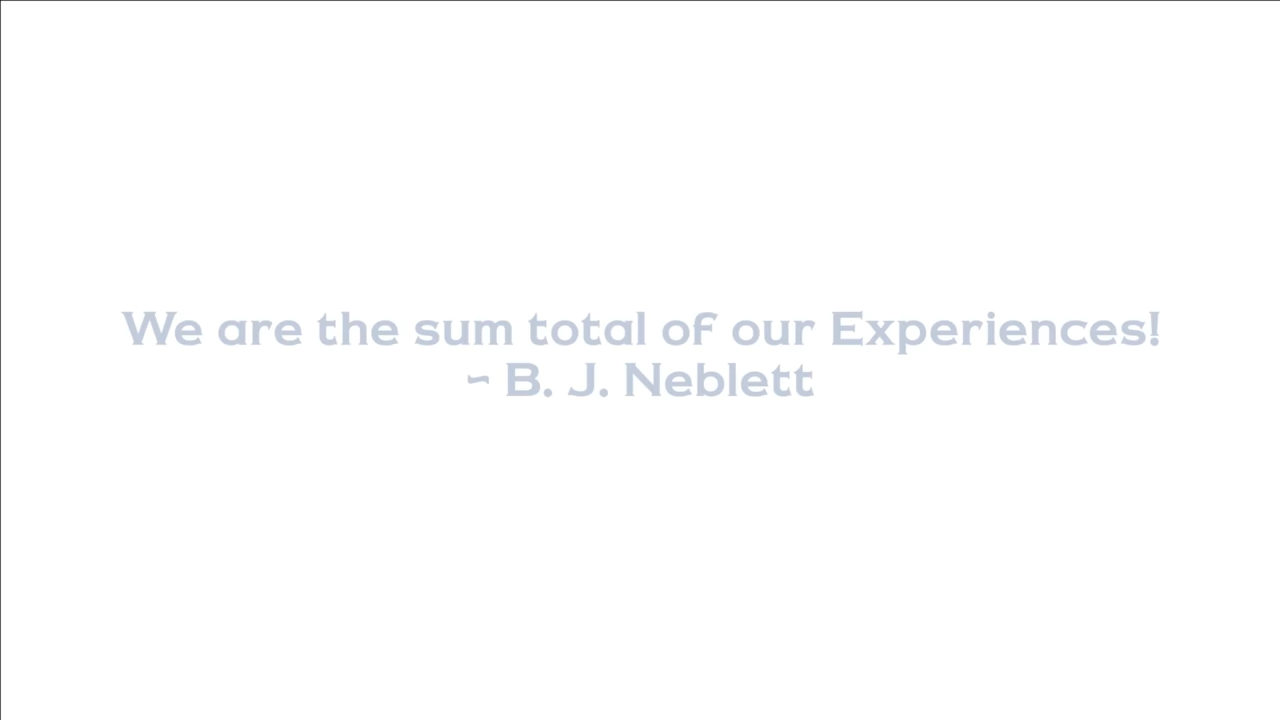 We are the sum total of our Experiences!
~ B. J. Neblett